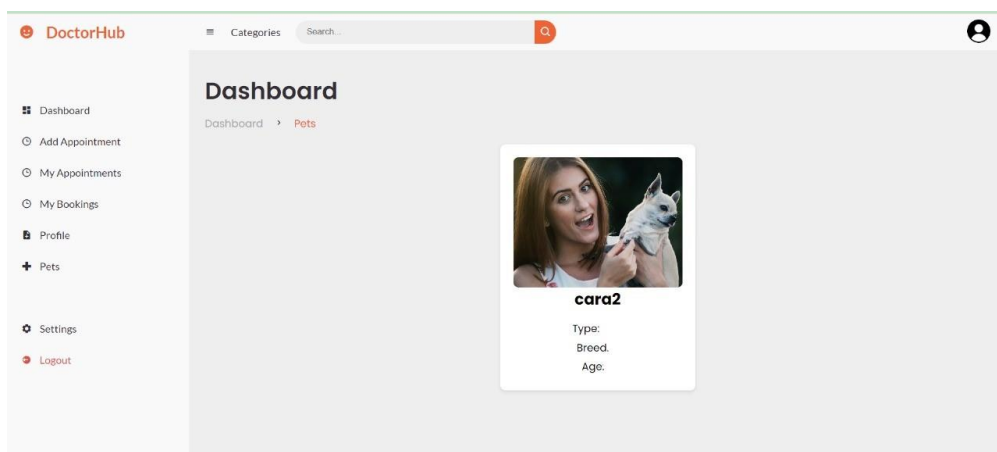 DoctorHub
Categories
Search...
Dashboard
Dashboard › Pets
Dashboard
Add Appointment
My Appointments
My Bookings
Profile
Pets
Settings
Logout
cara2
Type:
Breed.
Age.